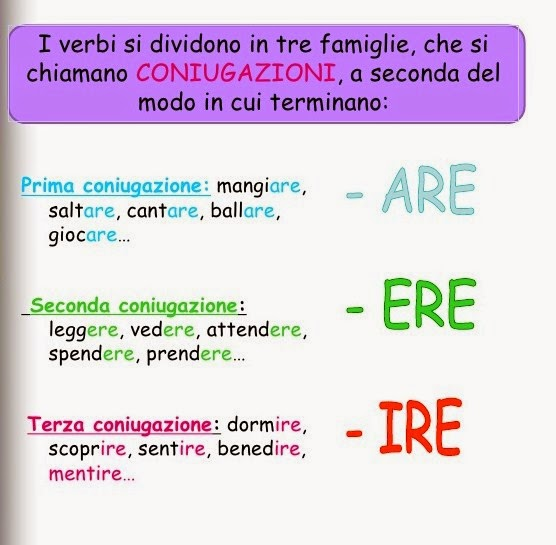 I verbi si dividono in tre famiglie, che si
chiamano CONIUGAZIONI, a seconda del
modo in cui terminano:
Prima coniugazione: mangiare,
saltare, cantare, ballare,
giocare...
- ARE
Seconda coniugazione:
leggere, vedere, attendere,
spendere, prendere...
- ERE
Terza coniugazione: dormire,
scoprire, sentire, benedire,
mentire...
- IRE